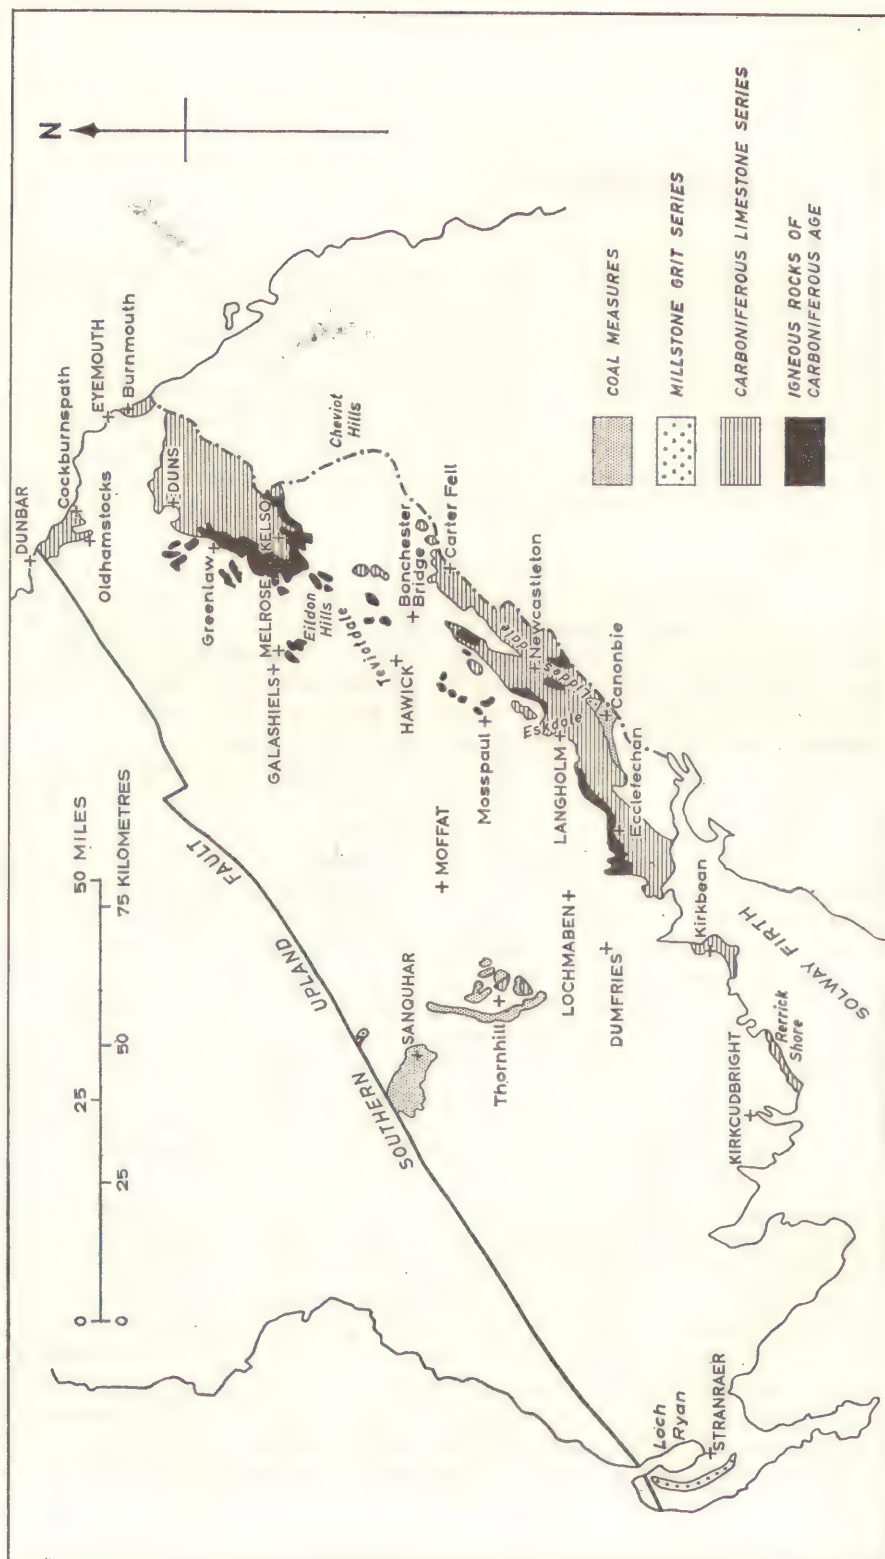 N
0 25 50 MILES
0 25 50 75 KILOMETRES
DUNBAR
Cockburnspath
Oldhamstocks
EYEMOUTH
Burnmouth
DUNS
Greenlaw
KELSO
MELROSE
GALASHIELS
Eildon
Hills
Cheviot
Hills
Teviotdale
HAWICK
Bonchester
Bridge
Carter Fell
SOUTHERN
UPLAND
FAULT
MOFFAT
Mosspaul
Newcastleton
Liddesdale
Eskdale
LANGHOLM
Canonbie
Ecclefechan
SANQUHAR
Thornhill
LOCHMABEN
DUMFRIES
Kirkbean
SOLWAY FIRTH
Rerrick
Shore
KIRKCUDBRIGHT
Loch
Ryan
STRANRAER
COAL MEASURES
MILLSTONE GRIT SERIES
CARBONIFEROUS LIMESTONE SERIES
IGNEOUS ROCKS OF
CARBONIFEROUS AGE